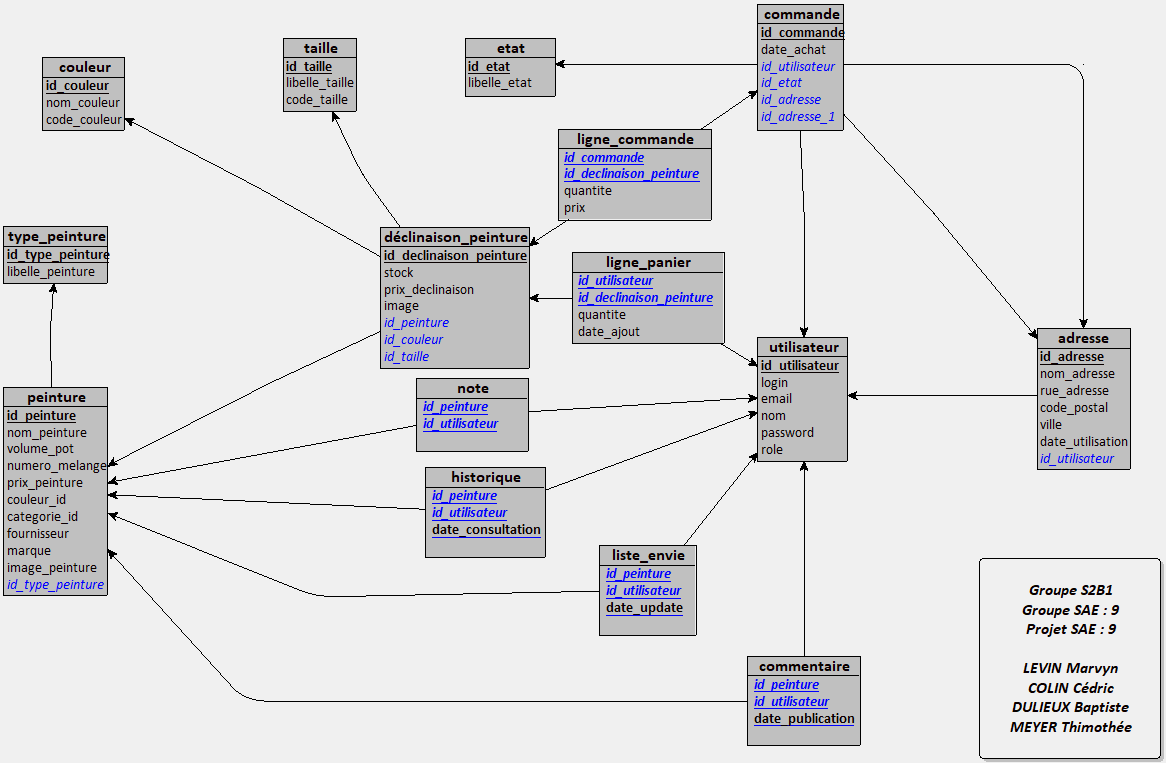 commande
id_commande
date_achat
id_utilisateur
id_etat
id_adresse
id_adresse_1
taille
id_taille
libelle_taille
code_taille
etat
id_etat
libelle_etat
couleur
id_couleur
nom_couleur
code_couleur
ligne_commande
id_commande
id_declinaison_peinture
quantite
prix
type_peinture
id_type_peinture
libelle_peinture
déclinaison_peinture
id_declinaison_peinture
stock
prix_declinaison
image
id_peinture
id_couleur
id_taille
ligne_panier
id_utilisateur
id_declinaison_peinture
quantite
date_ajout
utilisateur
id_utilisateur
login
email
nom
password
role
adresse
id_adresse
nom_adresse
rue_adresse
code_postal
ville
date_utilisation
id_utilisateur
peinture
id_peinture
nom_peinture
volume_pot
numero_melange
prix_peinture
couleur_id
categorie_id
fournisseur
marque
image_peinture
id_type_peinture
note
id_peinture
id_utilisateur
historique
id_peinture
id_utilisateur
date_consultation
liste_envie
id_peinture
id_utilisateur
date_update
commentaire
id_peinture
id_utilisateur
date_publication
Groupe S2B1
Groupe SAE : 9
Projet SAE : 9
LEVIN Marvyn
COLIN Cédric
DULIEUX Baptiste
MEYER Thimothée